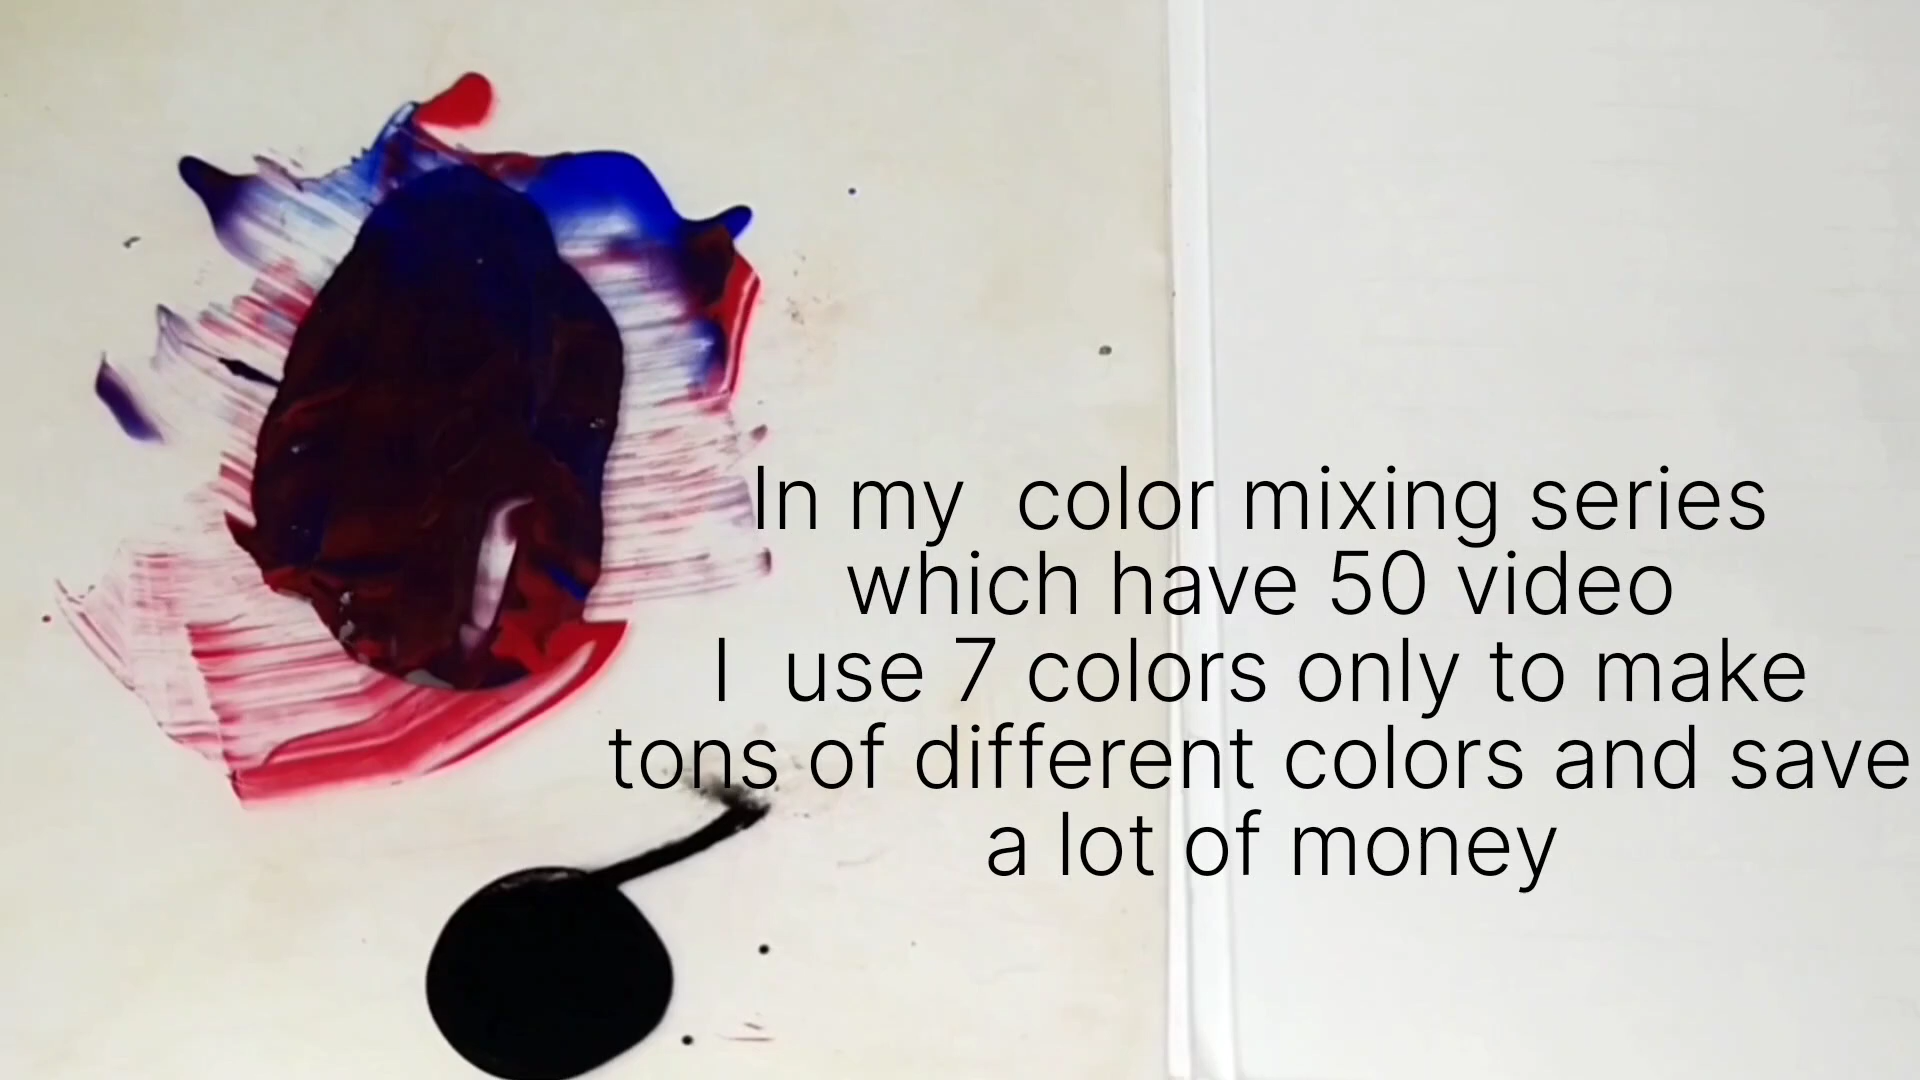 In my  color mixing series
which have 50 video
I  use 7 colors only to make
tons of different colors and save
a lot of money